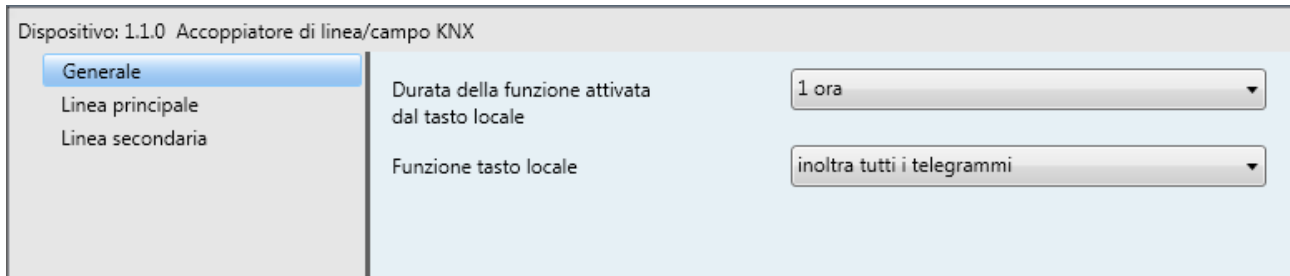 Dispositivo: 1.1.0 Accoppiatore di linea/campo KNX
Generale
Linea principale
Linea secondaria
Durata della funzione attivata
dal tasto locale
1 ora
Funzione tasto locale
inoltra tutti i telegrammi